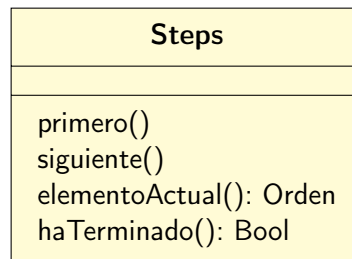 Steps
primero()
siguiente()
elementoActual(): Orden
haTerminado(): Bool